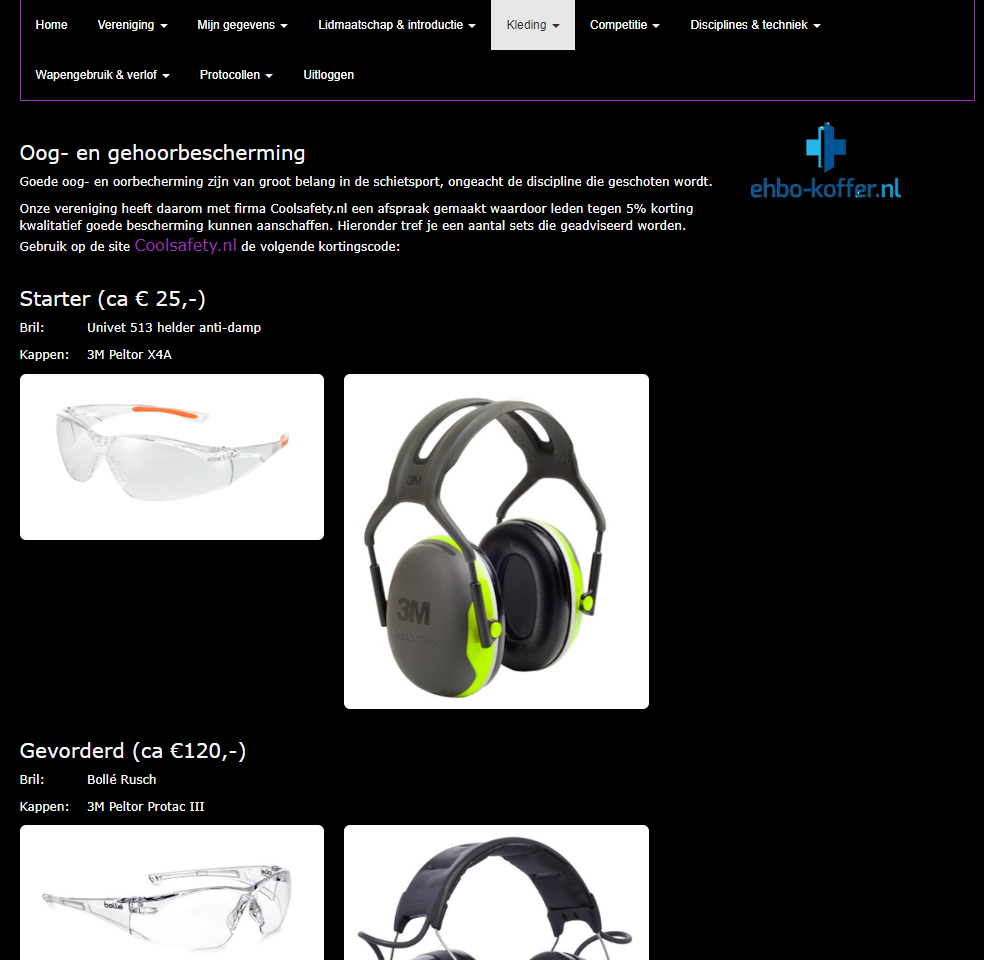 Home Vereniging Mijn gegevens Lidmaatschap & introductie Kleding Competitie Disciplines & techniek
Wapengebruik & verlof Protocollen Uitloggen
ehbo-koffer.nl
Oog- en gehoorbescherming
Goede oog- en oorbecherming zijn van groot belang in de schietsport, ongeacht de discipline die geschoten wordt.
Onze vereniging heeft daarom met firma Coolsafety.nl een afspraak gemaakt waardoor leden tegen 5% korting
kwalitatief goede bescherming kunnen aanschaffen. Hieronder tref je een aantal sets die geadviseerd worden.
Gebruik op de site Coolsafety.nl de volgende kortingscode:
Starter (ca € 25,-)
Bril: Univet 513 helder anti-damp
Kappen: 3M Peltor X4A
3M
3M
Gevorderd (ca €120,-)
Bril: Bollé Rusch
Kappen: 3M Peltor Protac III
bollé